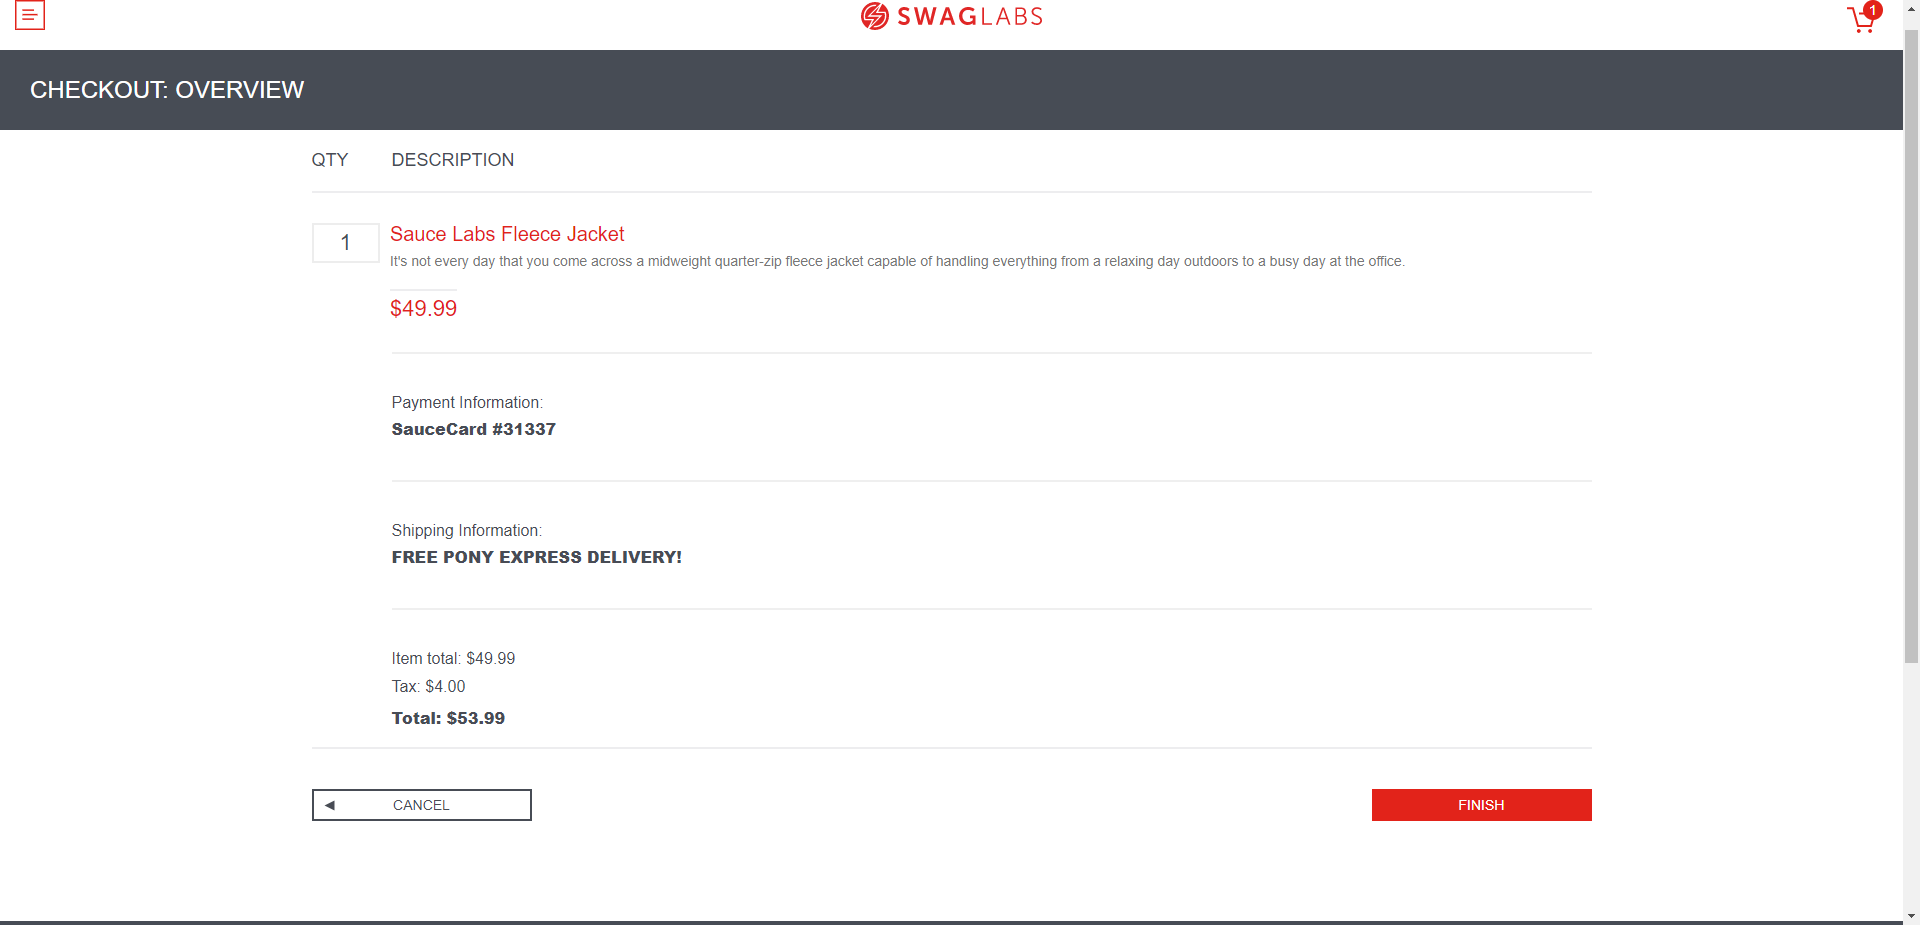 SWAGLABS
1
CHECKOUT: OVERVIEW
QTY DESCRIPTION
1 Sauce Labs Fleece Jacket
It's not every day that you come across a midweight quarter-zip fleece jacket capable of handling everything from a relaxing day outdoors to a busy day at the office.
$49.99
Payment Information:
SauceCard #31337
Shipping Information:
FREE PONY EXPRESS DELIVERY!
Item total: $49.99
Tax: $4.00
Total: $53.99
CANCEL FINISH